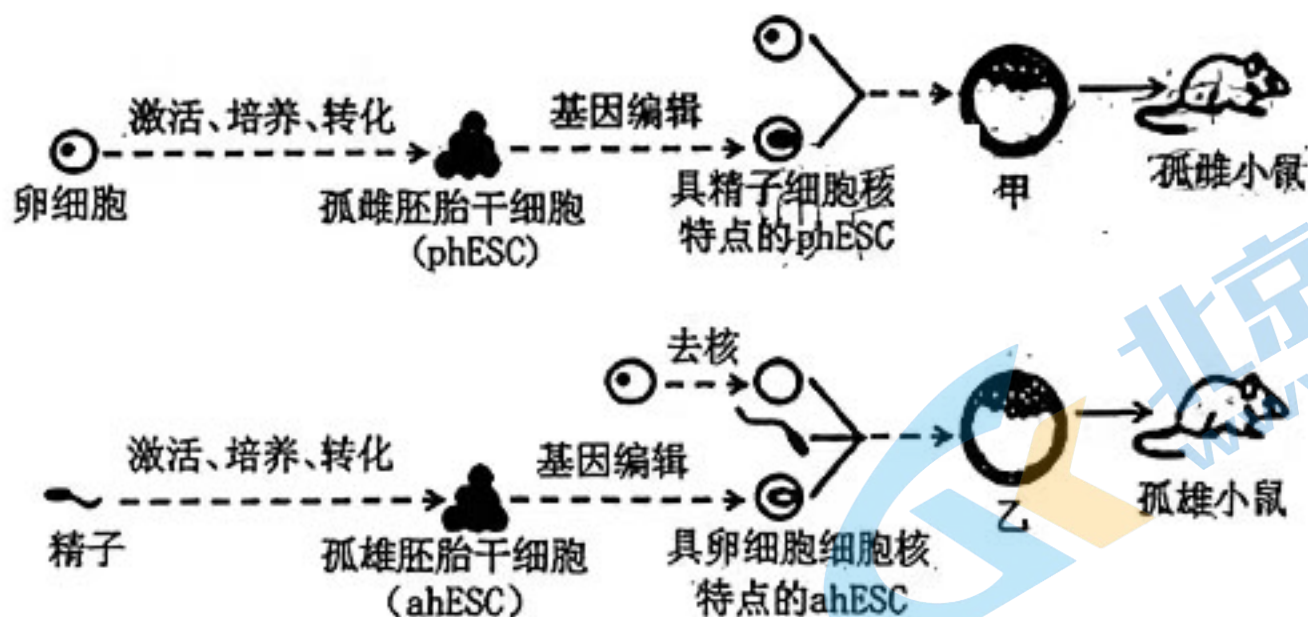 激活、培养、转化
基因编辑
卵细胞
孤雌胚胎干细胞
(phESC)
具精子细胞核
特点的phESC
甲
孤雌小鼠
去核
激活、培养、转化
基因编辑
精子
孤雄胚胎干细胞
(ahESC)
具卵细胞细胞核
特点的ahESC
乙
孤雄小鼠
北京
www